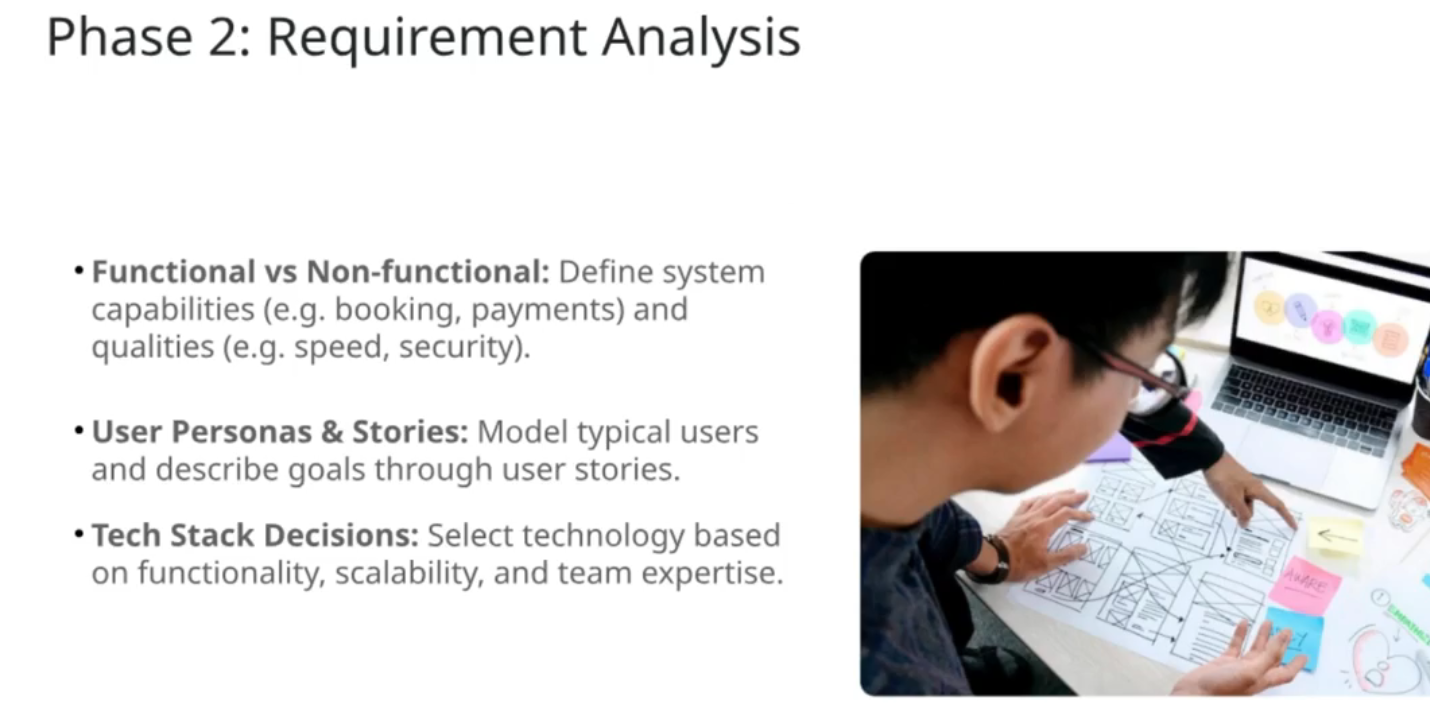 Phase 2: Requirement Analysis
• Functional vs Non-functional: Define system
capabilities (e.g. booking, payments) and
qualities (e.g. speed, security).
• User Personas & Stories: Model typical users
and describe goals through user stories.
• Tech Stack Decisions: Select technology based
on functionality, scalability, and team expertise.
AWARE